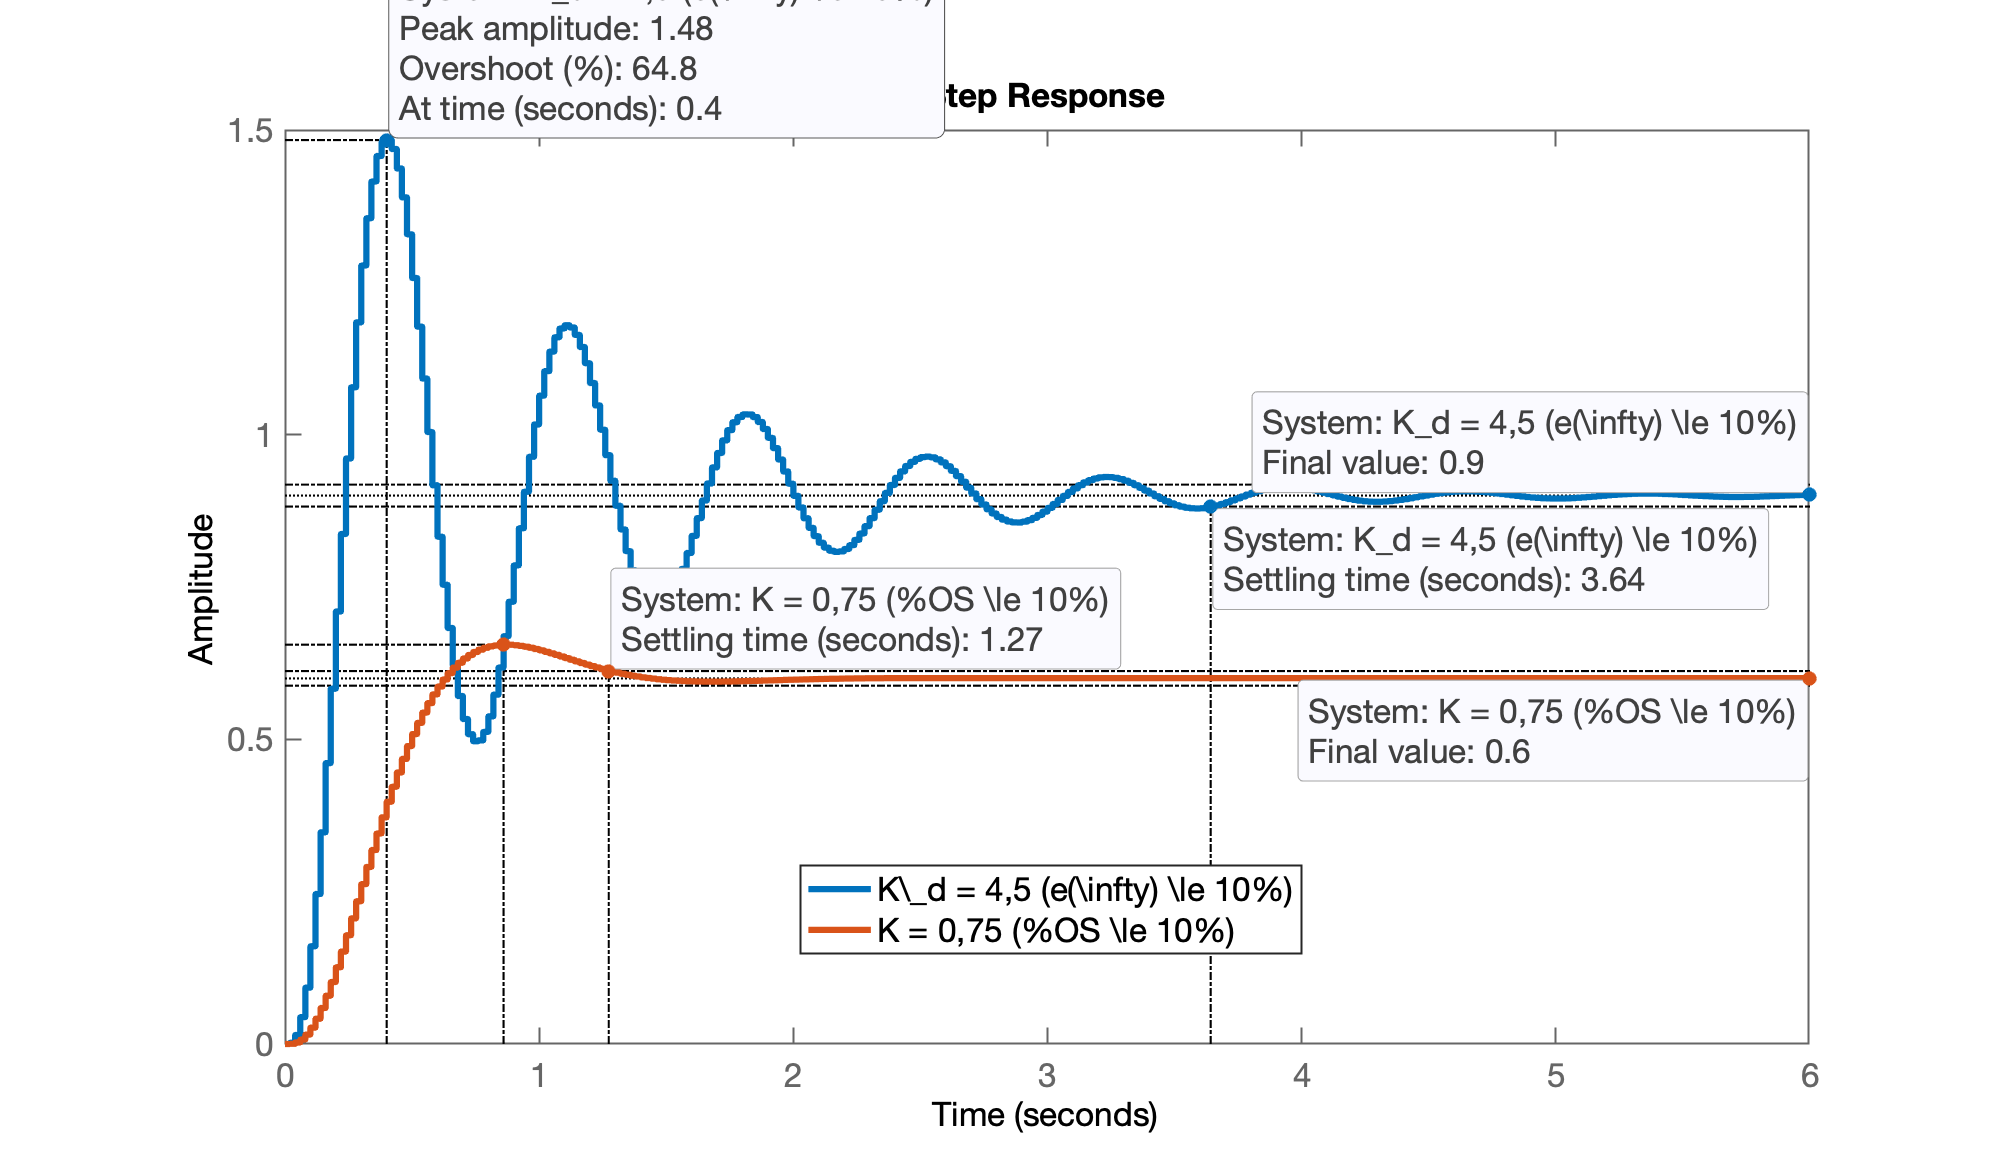 Peak amplitude: 1.48
Overshoot (%): 64.8
At time (seconds): 0.4
Step Response
1.5
1
0.5
0
Amplitude
System: K_d = 4,5 (e(\infty) \le 10%)
Final value: 0.9
System: K_d = 4,5 (e(\infty) \le 10%)
Settling time (seconds): 3.64
System: K = 0,75 (%OS \le 10%)
Settling time (seconds): 1.27
System: K = 0,75 (%OS \le 10%)
Final value: 0.6
K\_d = 4,5 (e(\infty) \le 10%)
K = 0,75 (%OS \le 10%)
0 1 2 3 4 5 6
Time (seconds)